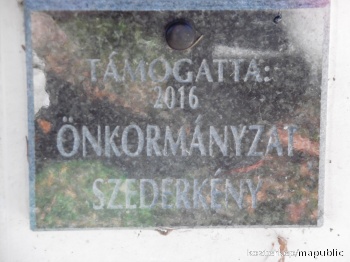 TÁMOGATTA:
2016
ÖNKORMÁNYZAT
SZEDERKÉNY